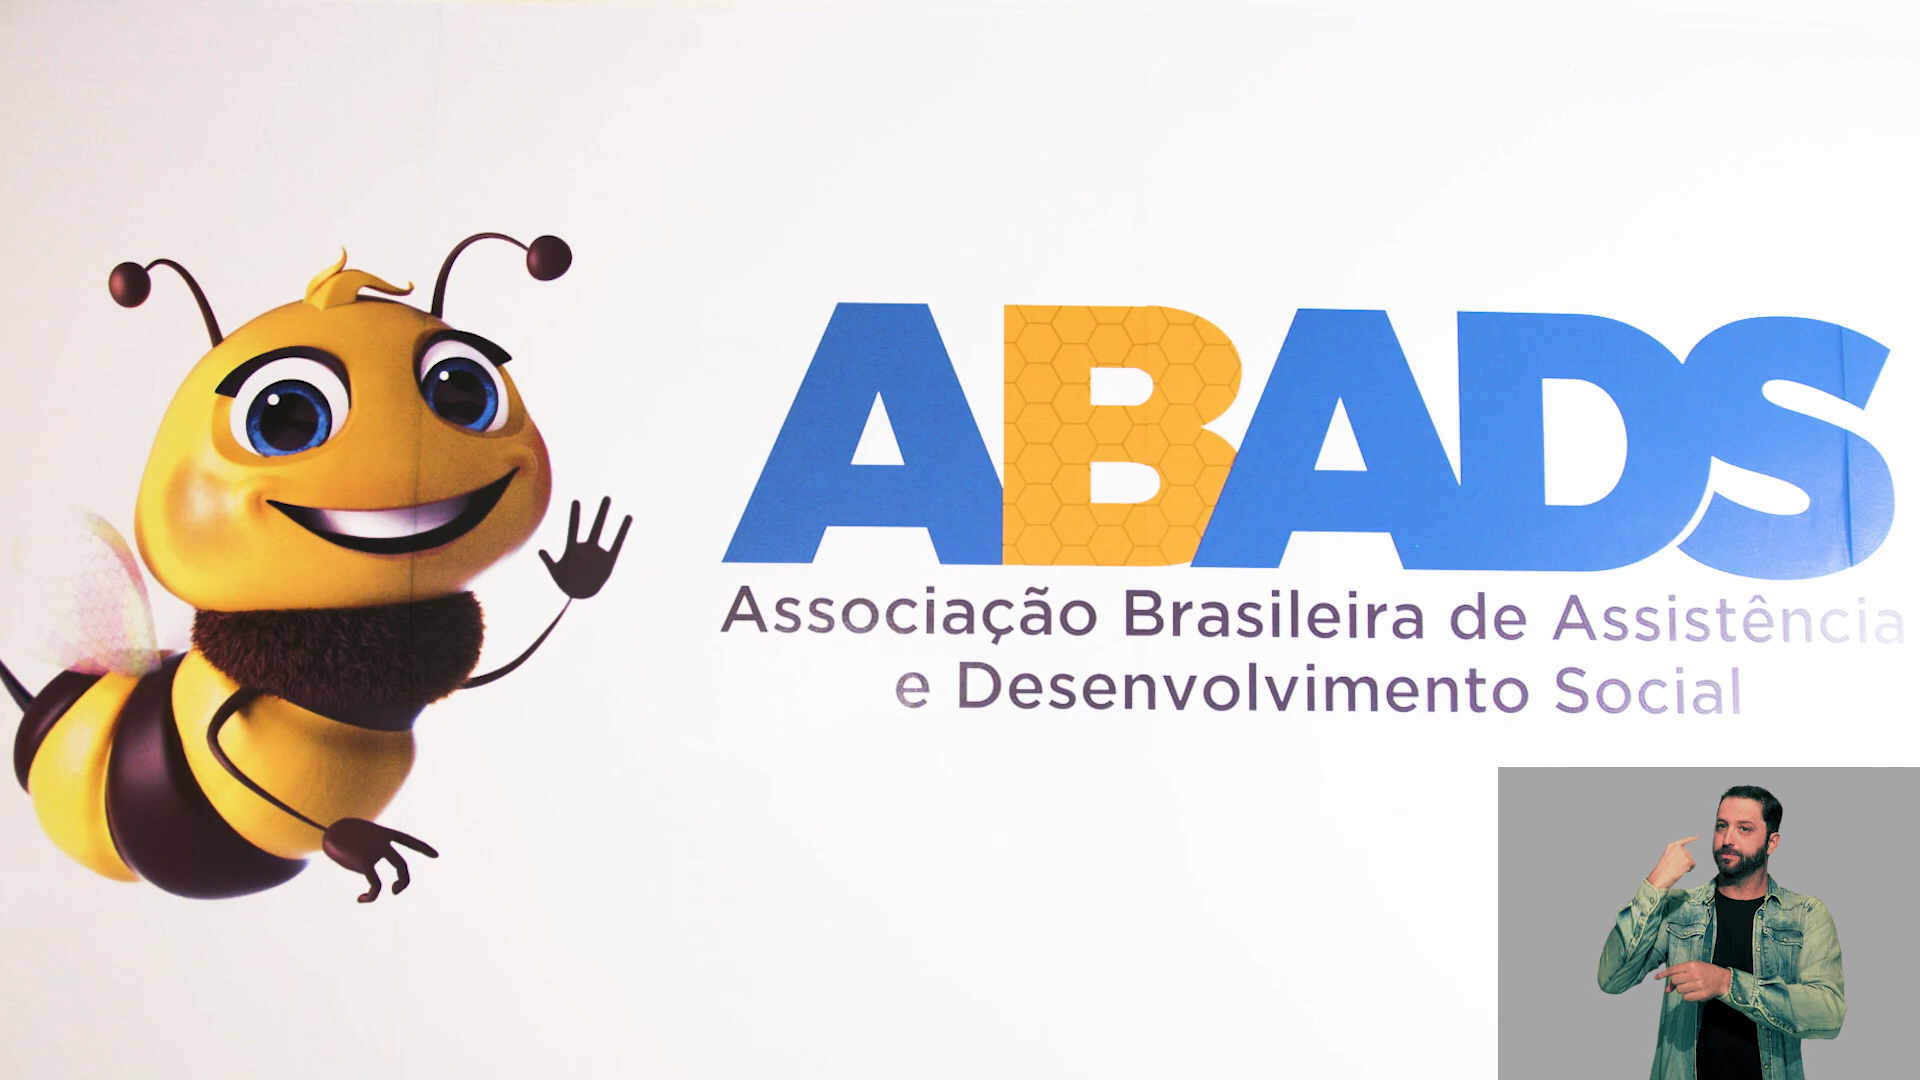 ABADS
Associação Brasileira de Assistência
e Desenvolvimento Social